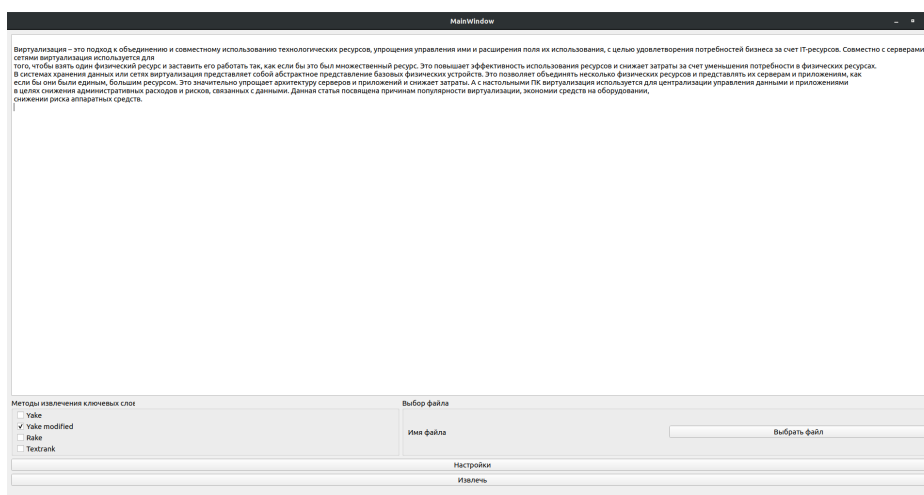 MainWindow
Виртуализация – это подход к объединению и совместному использованию технологических ресурсов, упрощения управления ими и расширения поля их использования, с целью удовлетворения потребностей бизнеса за счет IT-ресурсов. Совместно с серверами
сетями виртуализация используется для
того, чтобы взять один физический ресурс и заставить его работать так, как если бы это был множественный ресурс. Это повышает эффективность использования ресурсов и снижает затраты за счет уменьшения потребности в физических ресурсах.
В системах хранения данных или сетях виртуализация представляет собой абстрактное представление базовых физических устройств. Это позволяет объединять несколько физических ресурсов и представлять их серверам и приложениям, как
если бы они были единым, большим ресурсом. Это значительно упрощает архитектуру серверов и приложений и снижает затраты. А с настольными ПК виртуализация используется для централизации управления данными и приложениями
в целях снижения административных расходов и рисков, связанных с данными. Данная статья посвящена причинам популярности виртуализации, экономии средств на оборудовании,
снижении риска аппаратных средств.
Методы извлечения ключевых слов
Yake
Yake modified
Rake
Textrank
Выбор файла
Имя файла
Выбрать файл
Настройки
Извлечь